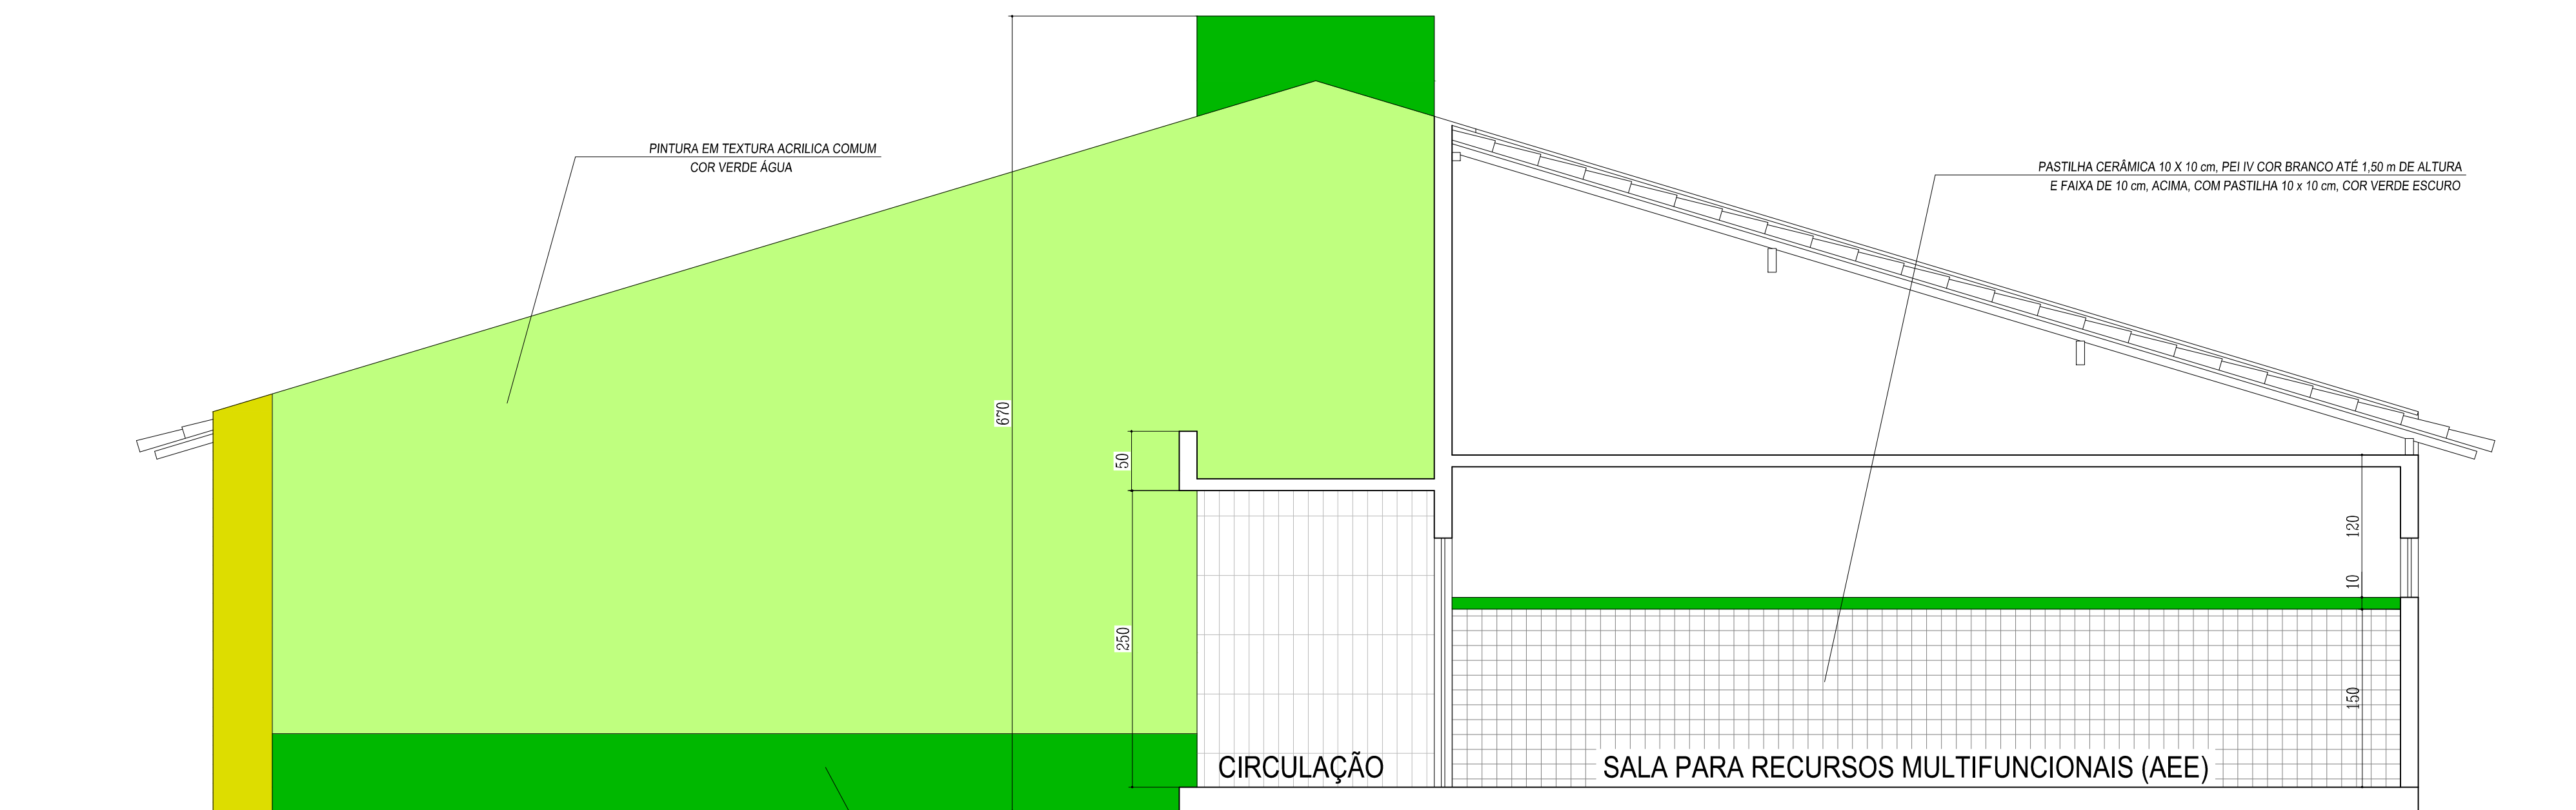 PINTURA EM TEXTURA ACRILICA COMUM
COR VERDE ÁGUA
PASTILHA CERÂMICA 10 X 10 cm, PEI IV COR BRANCO ATÉ 1,50 m DE ALTURA
E FAIXA DE 10 cm, ACIMA, COM PASTILHA 10 x 10 cm, COR VERDE ESCURO
670
50
250
120
10
150
CIRCULAÇÃO
SALA PARA RECURSOS MULTIFUNCIONAIS (AEE)